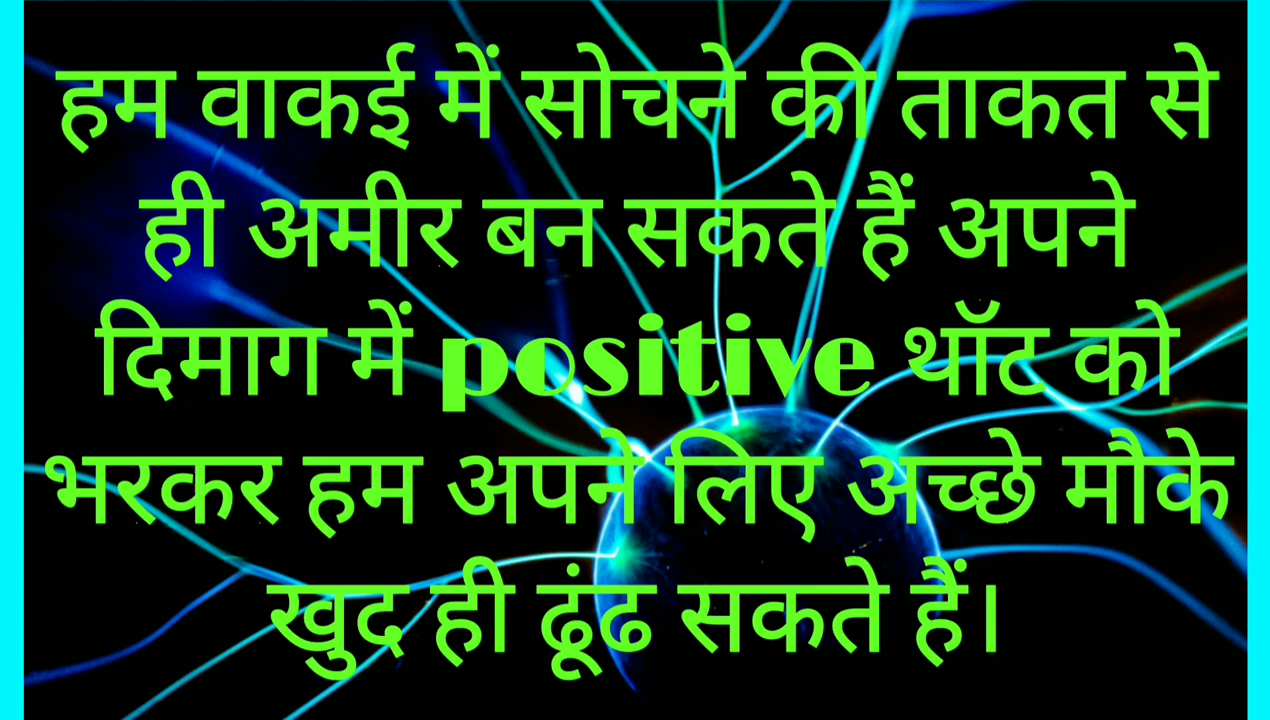 हम वाकई में सोचने की ताकत से
ही अमीर बन सकते हैं अपने
दिमाग में positive थॉट को
भरकर हम अपने लिए अच्छे मौके
खुद ही ढूंढ सकते हैं।